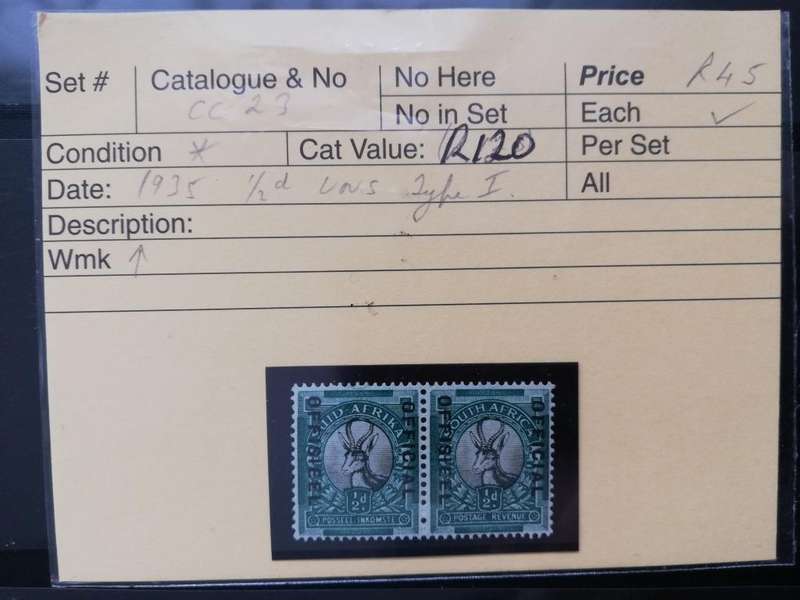 Set # Catalogue & No No Here Price R45
CC 23 No in Set Each ✓
Condition * Cat Value: R120 Per Set
Date: 1935 1/2d Type I. All
Description:
Wmk ↑
SUID AFRIKA SOUTH AFRICA
OFFISIEEL OFFICIAL OFFISIEEL OFFICIAL
½d ½d
POSSEEL INKOMSTE POSTAGE REVENUE